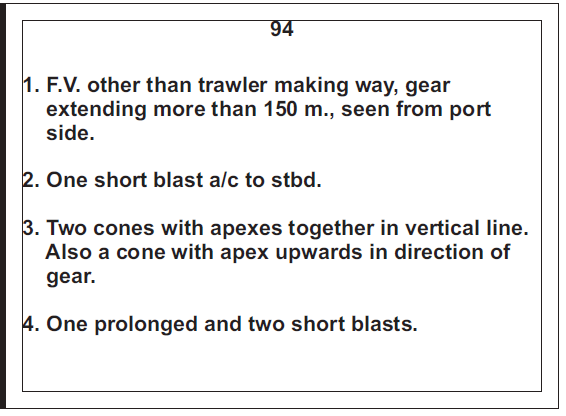 94
1. F.V. other than trawler making way, gear
extending more than 150 m., seen from port
side.
2. One short blast a/c to stbd.
3. Two cones with apexes together in vertical line.
Also a cone with apex upwards in direction of
gear.
4. One prolonged and two short blasts.